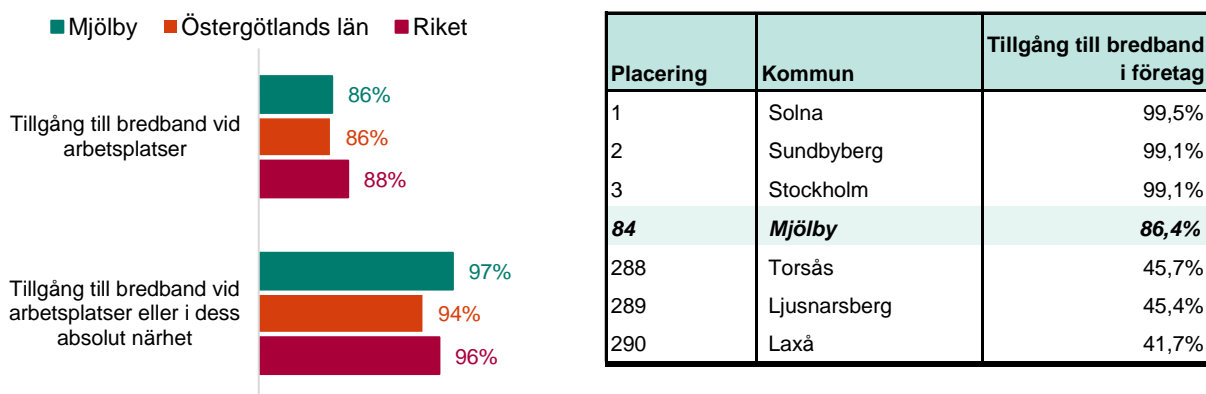 Mjölby Östergötlands län Riket
Tillgång till bredband vid
arbetsplatser
86%
86%
88%
Tillgång till bredband vid
arbetsplatser eller i dess
absolut närhet
97%
94%
96%
Placering Kommun Tillgång till bredband i företag
1 Solna 99,5%
2 Sundbyberg 99,1%
3 Stockholm 99,1%
84 Mjölby 86,4%
288 Torsås 45,7%
289 Ljusnarsberg 45,4%
290 Laxå 41,7%